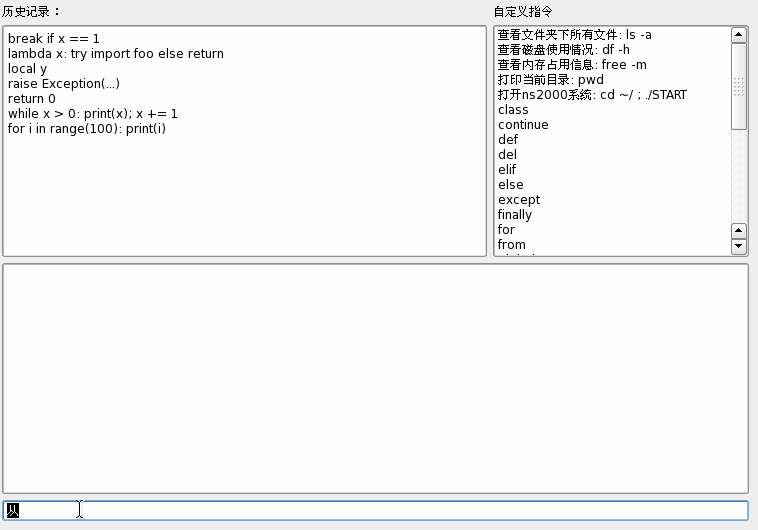 历史记录：
break if x == 1
lambda x: try import foo else return
local y
raise Exception(...)
return 0
while x > 0: print(x); x += 1
for i in range(100): print(i)
自定义指令
查看文件夹下所有文件: ls -a
查看磁盘使用情况: df -h
查看内存占用信息: free -m
打印当前目录: pwd
打开ns2000系统: cd ~/ ; ./START
class
continue
def
del
elif
else
except
finally
for
from